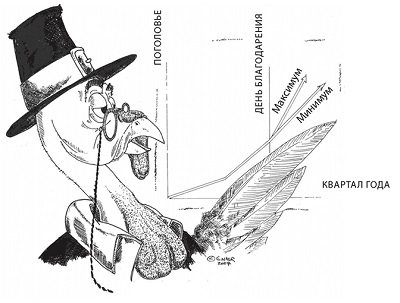 ПОГОЛОВЬЕ
ДЕНЬ БЛАГОДАРЕНИЯ
Максимум
Минимум
КВАРТАЛ ГОДА